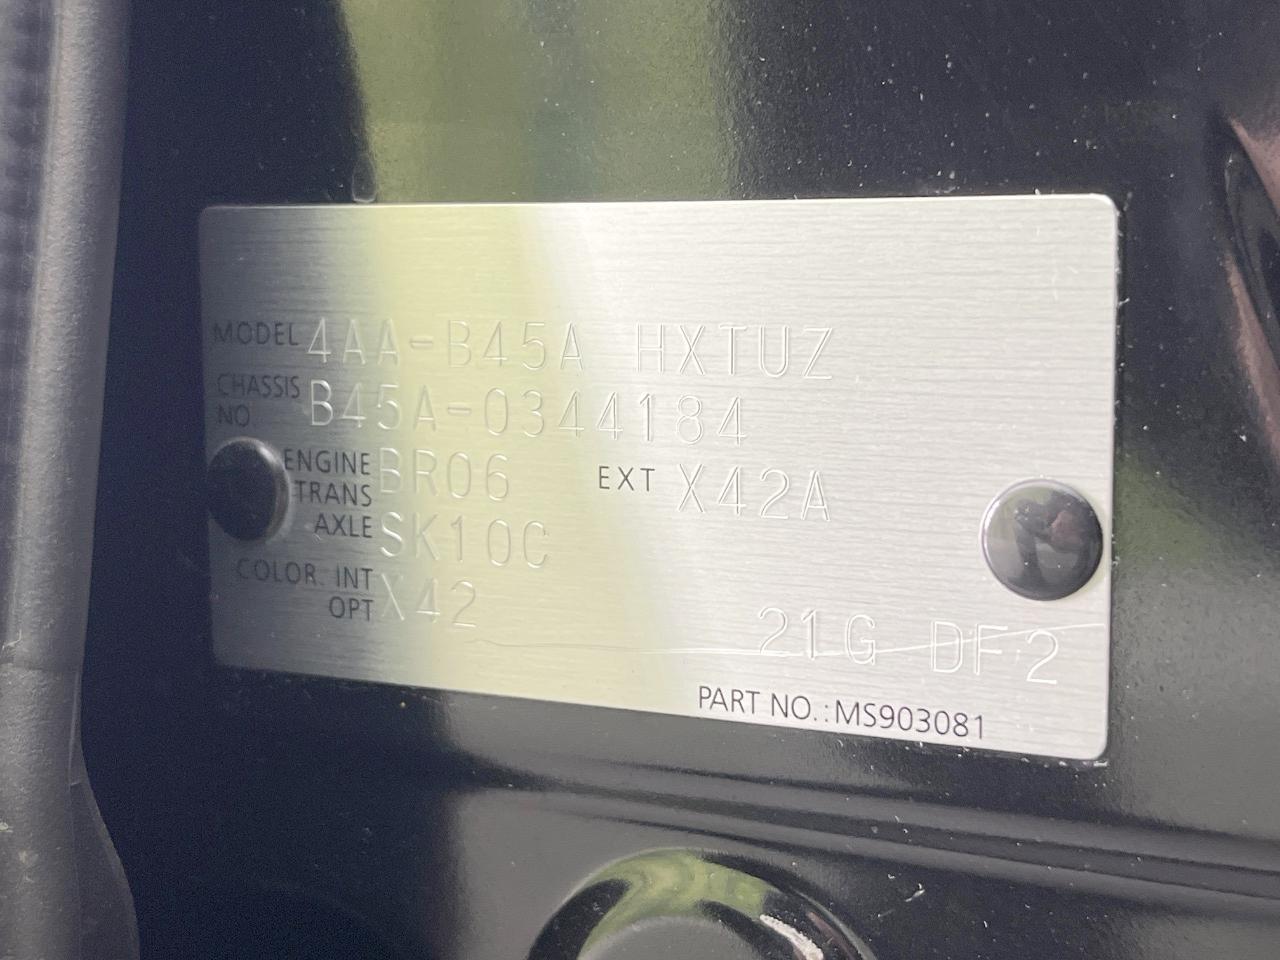 MODEL 4AA-B45A HXTUZ
CHASSIS NO. B45A-0344184
ENGINE BR06 EXT X42A
TRANS AXLE SK10C
COLOR. INT X42
OPT
21G DF2
PART NO.:MS903081